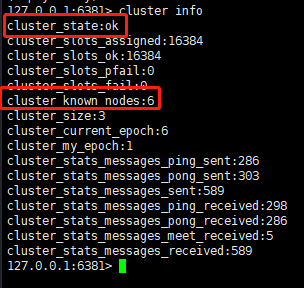 127.0.0.1:6381> cluster info
cluster_state:ok
cluster_slots_assigned:16384
cluster_slots_ok:16384
cluster_slots_pfail:0
cluster_slots_fail:0
cluster_known_nodes:6
cluster_size:3
cluster_current_epoch:6
cluster_my_epoch:1
cluster_stats_messages_ping_sent:286
cluster_stats_messages_pong_sent:303
cluster_stats_messages_sent:589
cluster_stats_messages_ping_received:298
cluster_stats_messages_pong_received:286
cluster_stats_messages_meet_received:5
cluster_stats_messages_received:589
127.0.0.1:6381>